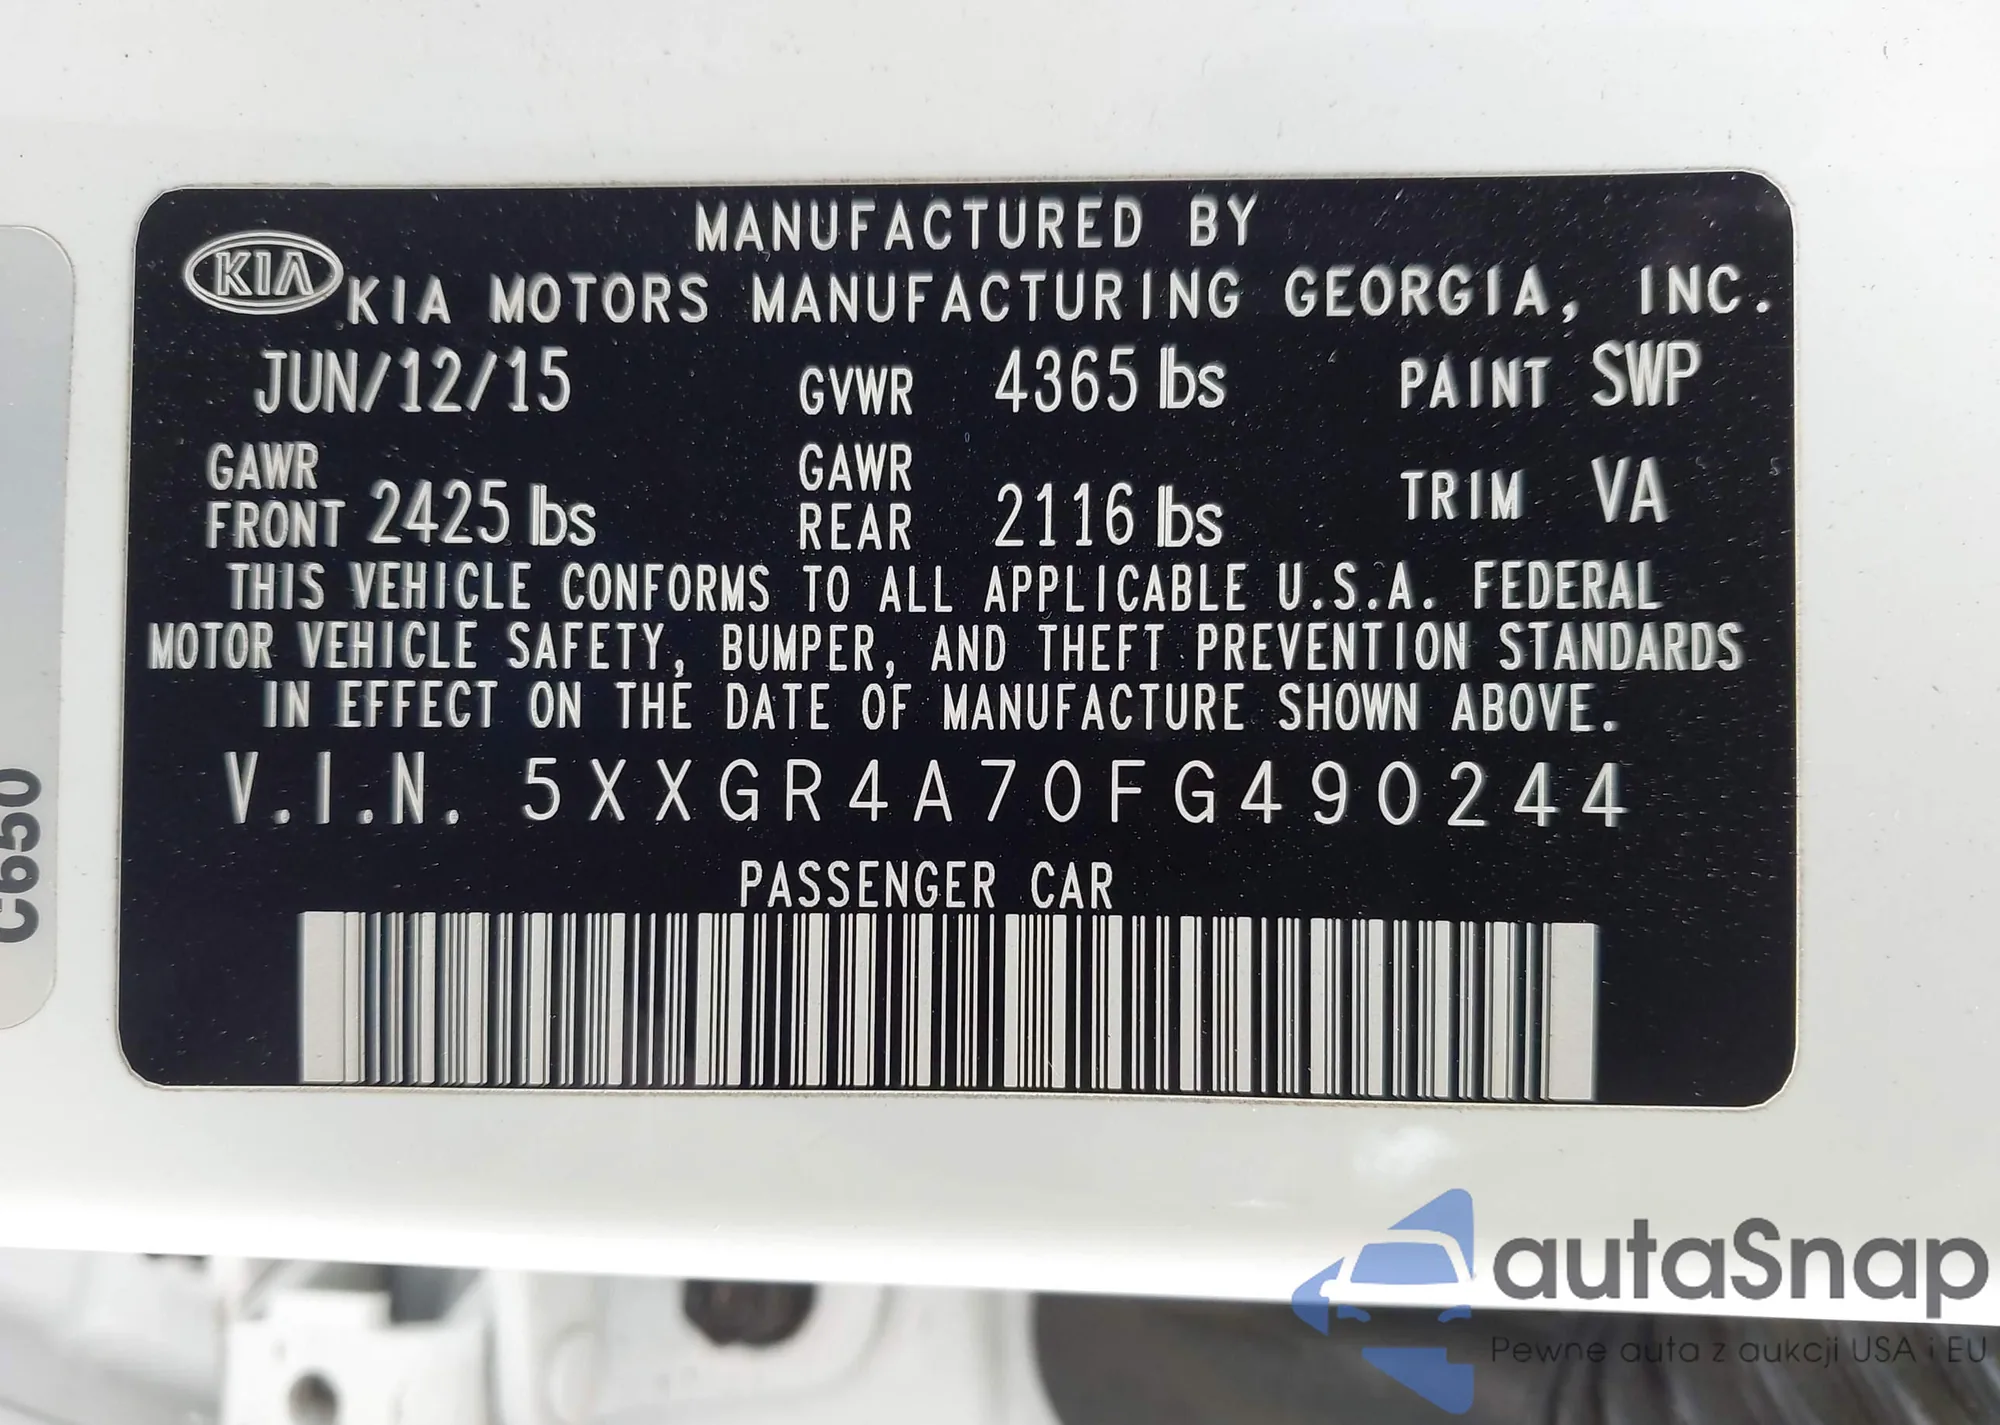 MANUFACTURED BY
KIA KIA MOTORS MANUFACTURING GEORGIA, INC.
JUN/12/15 GVWR 4365 lbs PAINT SWP
GAWR FRONT 2425 lbs GAWR REAR 2116 lbs TRIM VA
THIS VEHICLE CONFORMS TO ALL APPLICABLE U.S.A. FEDERAL
MOTOR VEHICLE SAFETY, BUMPER, AND THEFT PREVENTION STANDARDS
IN EFFECT ON THE DATE OF MANUFACTURE SHOWN ABOVE.
V.I.N. 5XXGR4A70FG490244
PASSENGER CAR
C650
autaSnap
Pewne auta z aukcji USA i EU